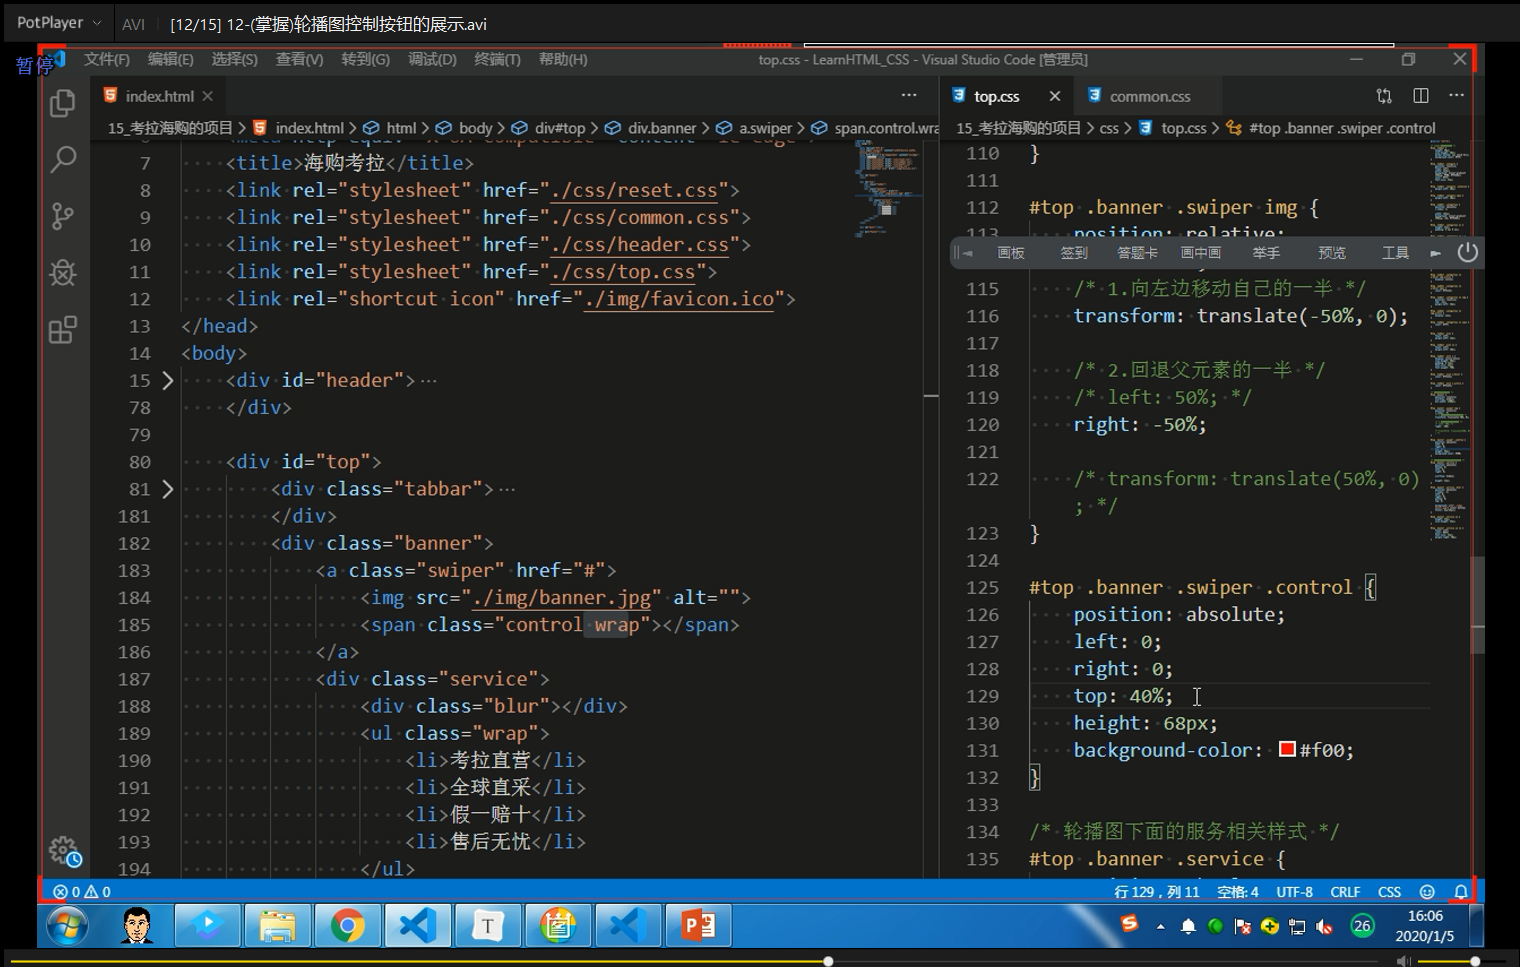 PotPlayer AVI [12/15] 12-(掌握)轮播图控制按钮的展示.avi
暂停
文件(F) 编辑(E) 选择(S) 查看(V) 转到(G) 调试(D) 终端(T) 帮助(H) top.css - LearnHTML_CSS - Visual Studio Code [管理员]
index.html
15_考拉海购的项目 > index.html > html > body > div#top > div.banner > a.swiper > span.control.wra
7 <title>海购考拉</title>
8 <link rel="stylesheet" href="./css/reset.css">
9 <link rel="stylesheet" href="./css/common.css">
10 <link rel="stylesheet" href="./css/header.css">
11 <link rel="stylesheet" href="./css/top.css">
12 <link rel="shortcut icon" href="./img/favicon.ico">
13 </head>
14 <body>
15 <div id="header">···
78 </div>
79
80 <div id="top">
81 <div class="tabbar">···
181 </div>
182 <div class="banner">
183 <a class="swiper" href="#">
184 <img src="./img/banner.jpg" alt="">
185 <span class="control wrap"></span>
186 </a>
187 <div class="service">
188 <div class="blur"></div>
189 <ul class="wrap">
190 <li>考拉直营</li>
191 <li>全球直采</li>
192 <li>假一赔十</li>
193 <li>售后无忧</li>
194 </ul>
top.css common.css
15_考拉海购的项目 > css > top.css > #top .banner .swiper .control
110 }
111
112 #top .banner .swiper img {
113 position: relative;
画板 签到 答题卡 画中画 举手 预览 工具
115 /* 1.向左边移动自己的一半 */
116 transform: translate(-50%, 0);
117
118 /* 2.回退父元素的一半 */
119 /* left: 50%; */
120 right: -50%;
121
122 /* transform: translate(50%, 0)
; */
123 }
124
125 #top .banner .swiper .control {
126 position: absolute;
127 left: 0;
128 right: 0;
129 top: 40%;
130 height: 68px;
131 background-color: #f00;
132 }
133
134 /* 轮播图下面的服务相关样式 */
135 #top .banner .service {
0 0 行 129，列 11 空格: 4 UTF-8 CRLF CSS
T 26 16:06
2020/1/5